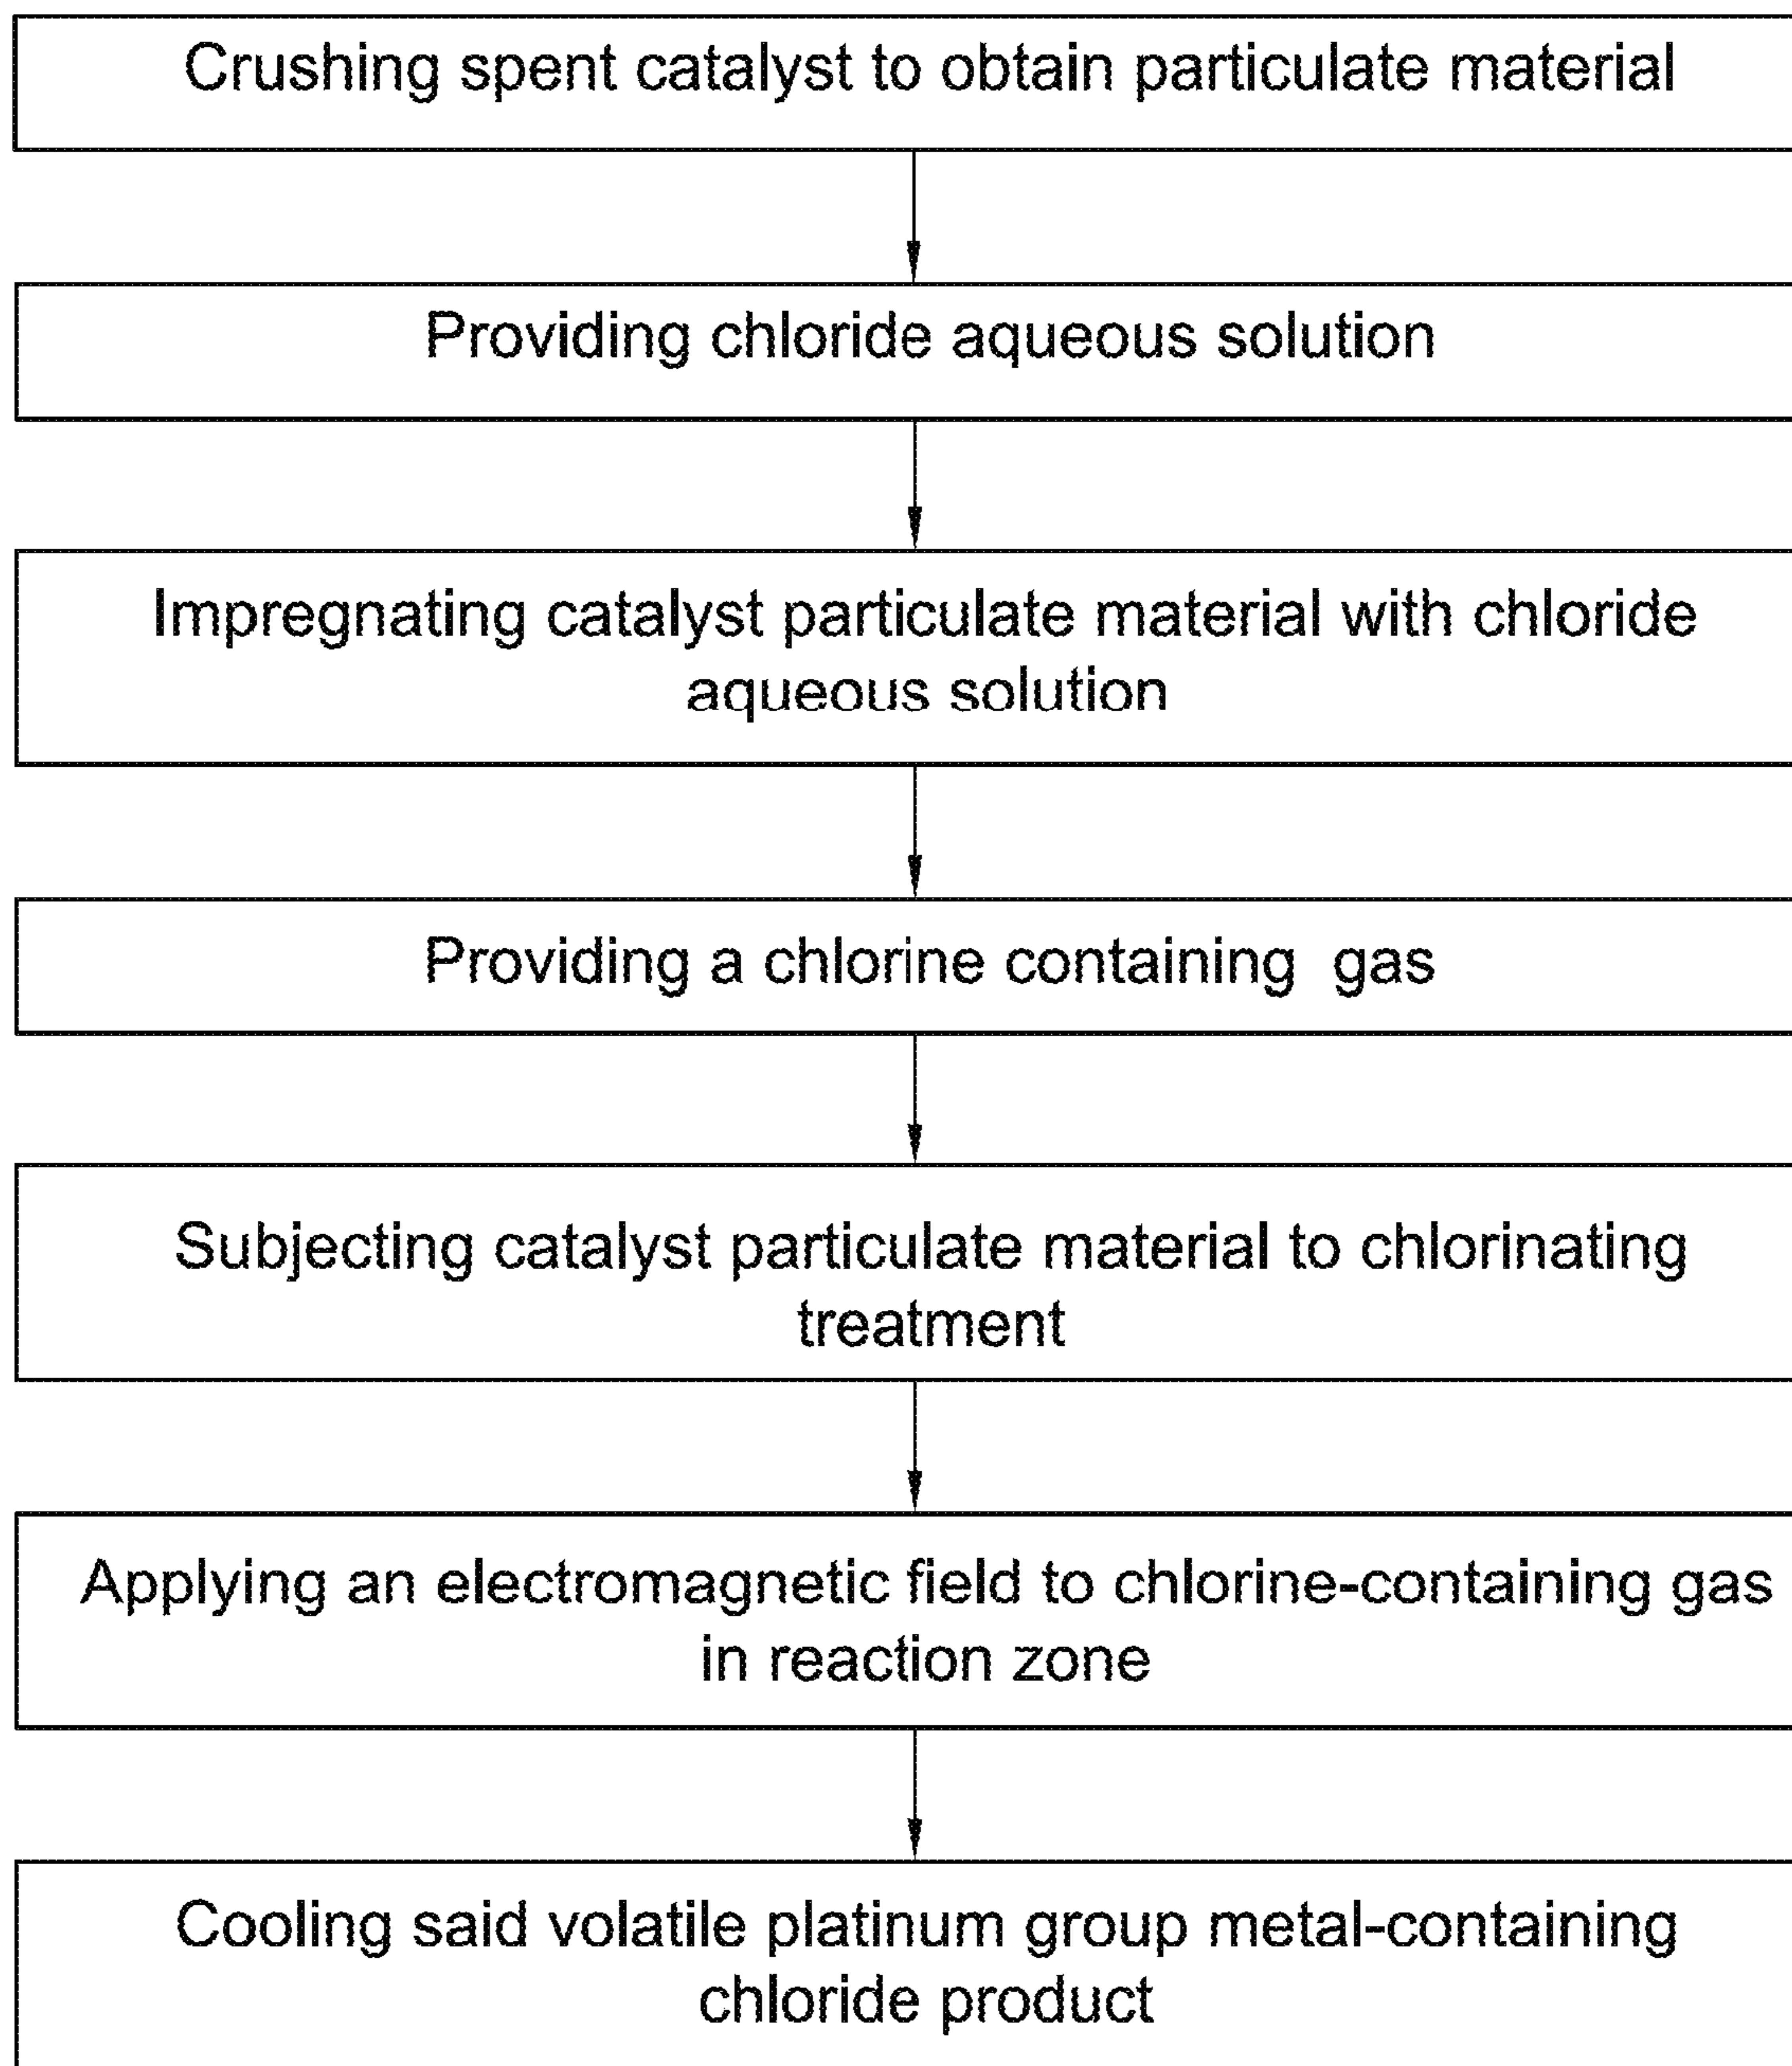 Crushing spent catalyst to obtain particulate material
Providing chloride aqueous solution
Impregnating catalyst particulate material with chloride
aqueous solution
Providing a chlorine containing gas
Subjecting catalyst particulate material to chlorinating
treatment
Applying an electromagnetic field to chlorine-containing gas
in reaction zone
Cooling said volatile platinum group metal-containing
chloride product